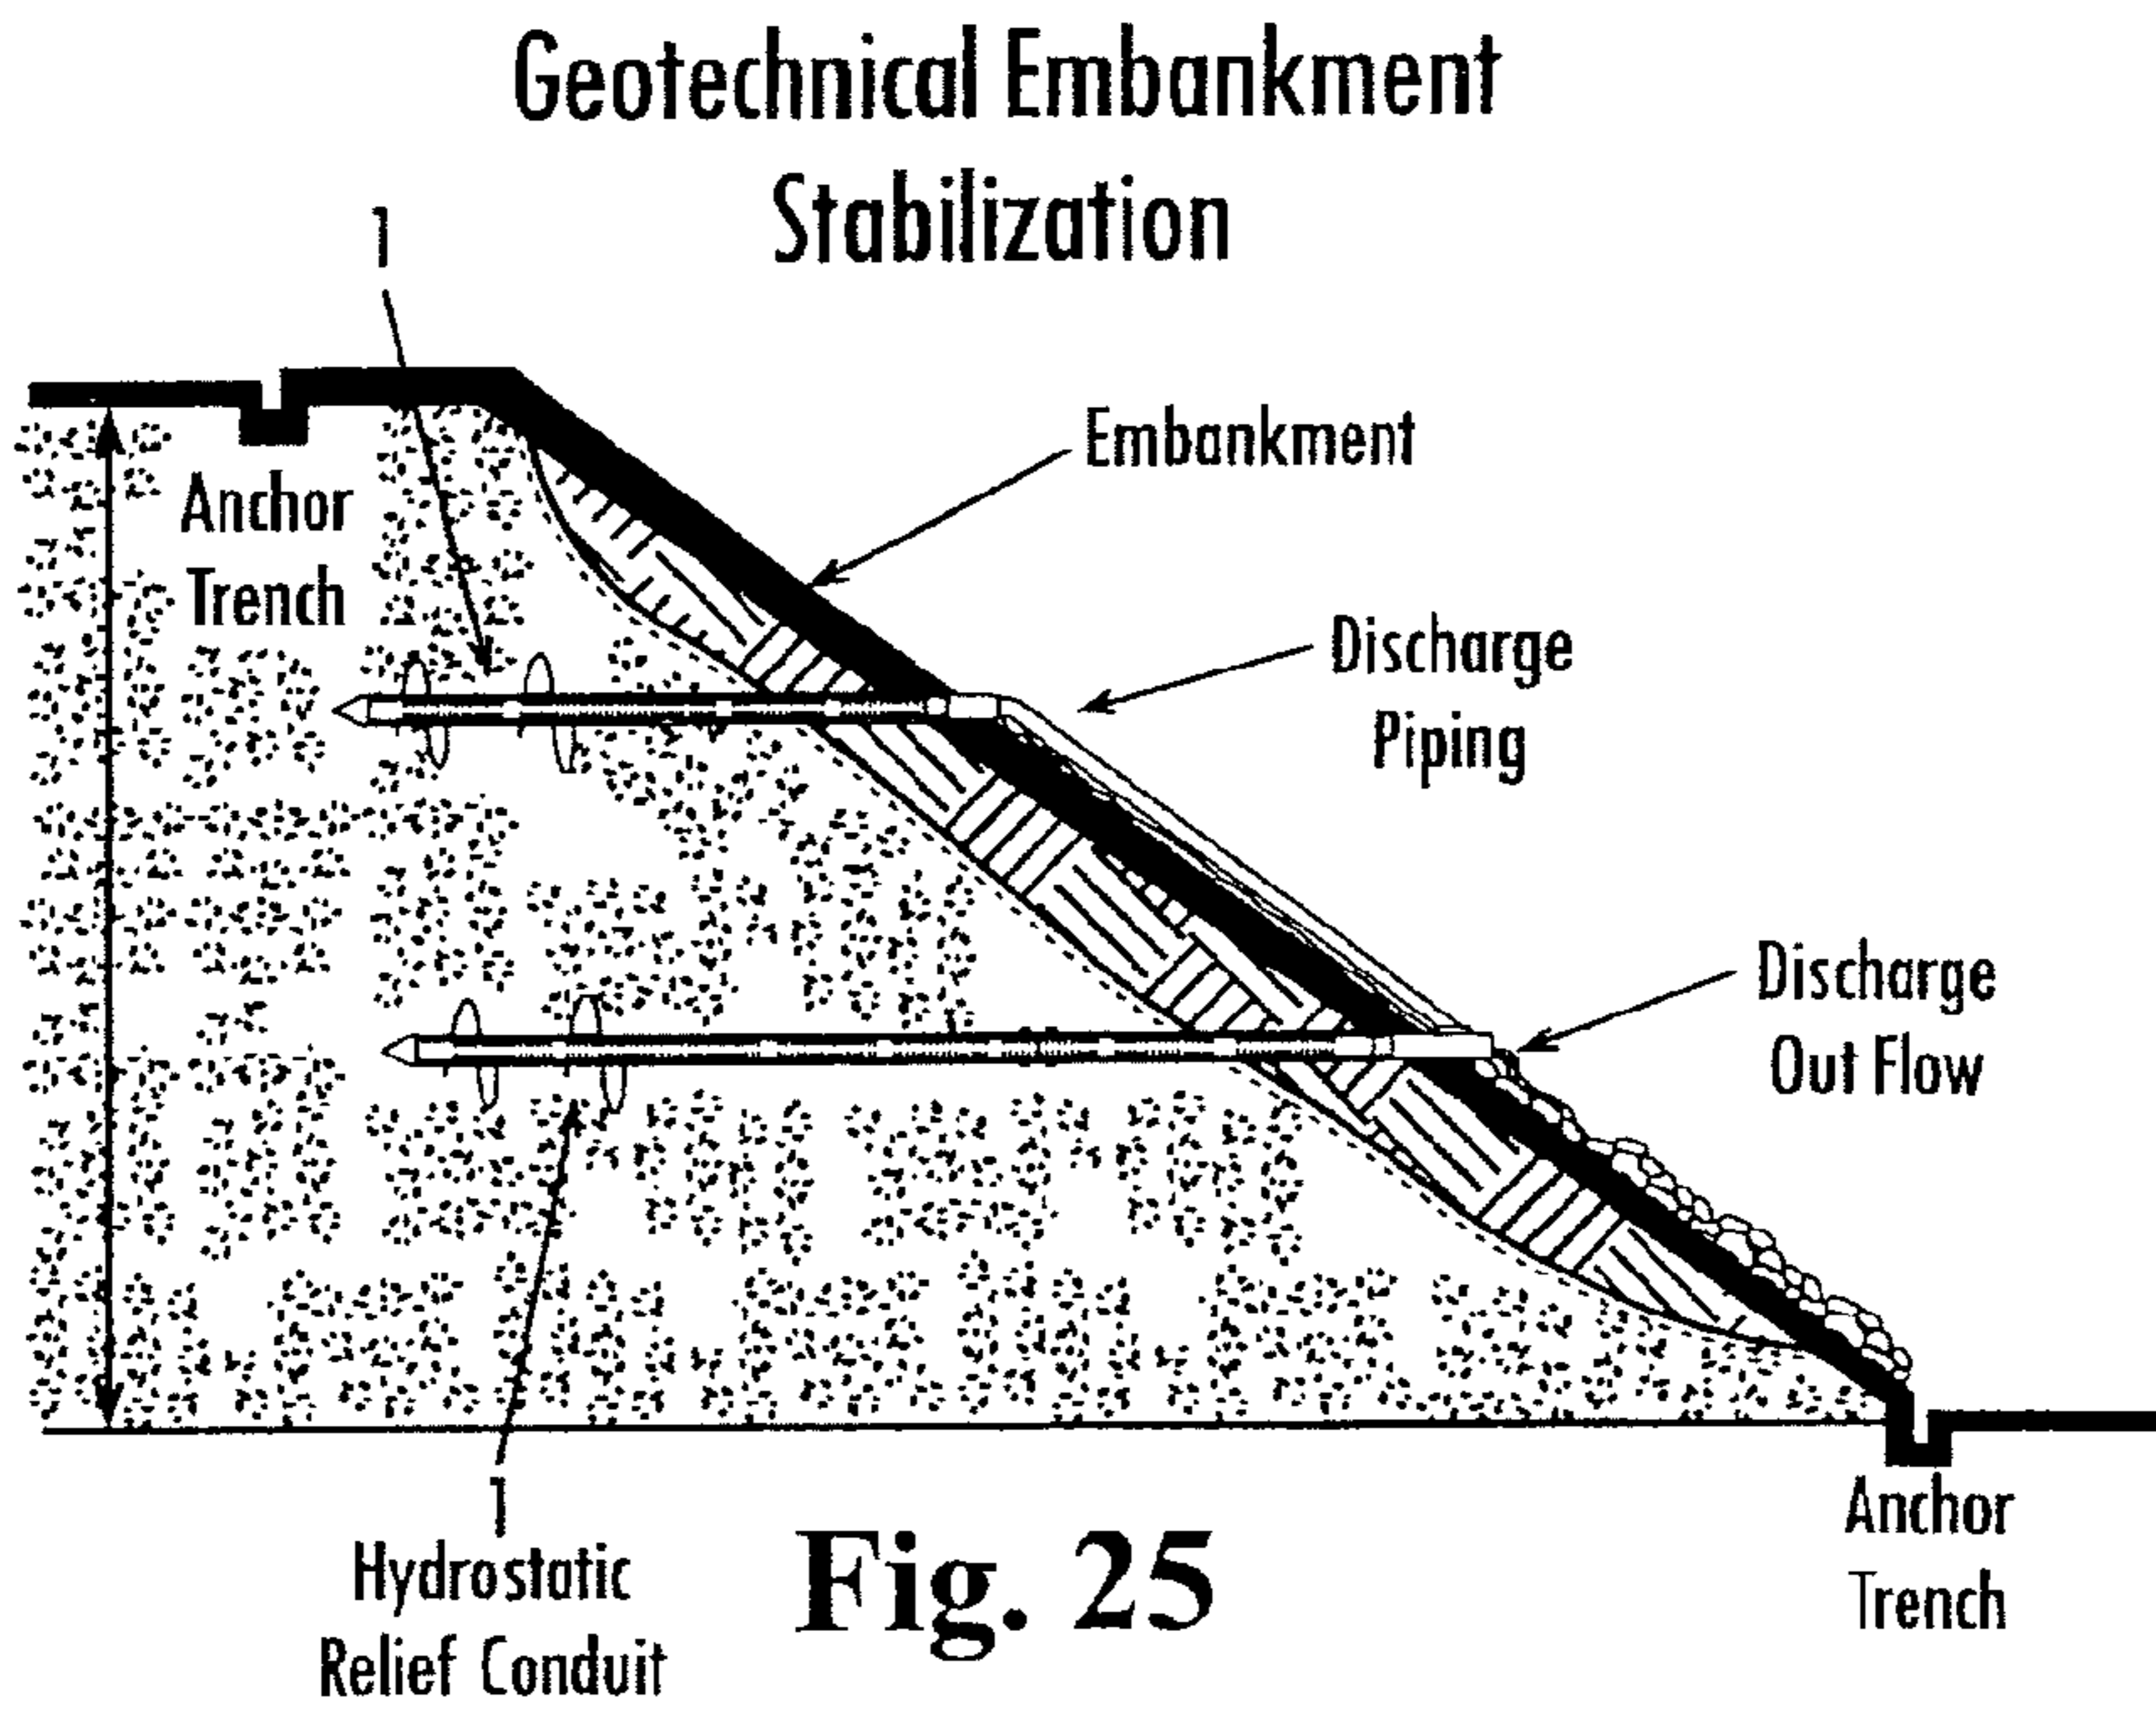 Geotechnical Embankment
Stabilization
1
Embankment
Anchor
Trench
Discharge
Piping
Discharge
Out Flow
1
Hydrostatic
Relief Conduit
Fig. 25
Anchor
Trench